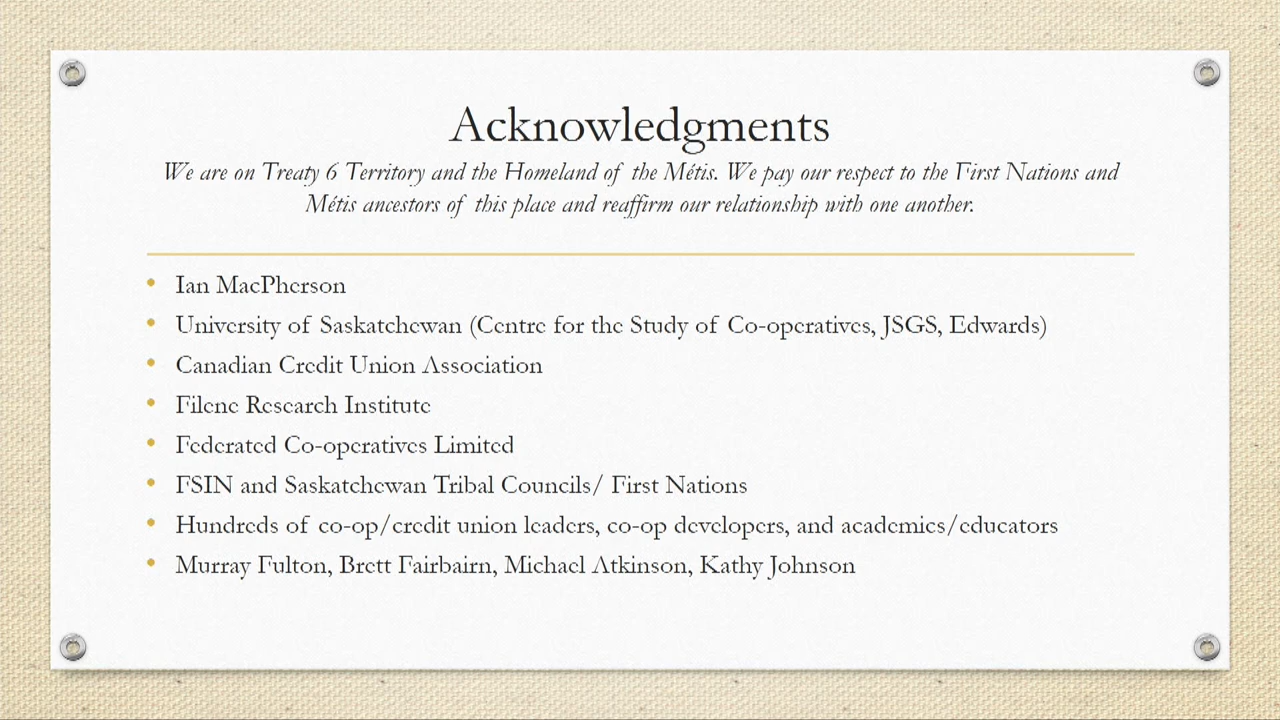 Acknowledgments
We are on Treaty 6 Territory and the Homeland of the Métis. We pay our respect to the First Nations and
Métis ancestors of this place and reaffirm our relationship with one another.
• Ian MacPherson
• University of Saskatchewan (Centre for the Study of Co-operatives, JSGS, Edwards)
• Canadian Credit Union Association
• Filene Research Institute
• Federated Co-operatives Limited
• FSIN and Saskatchewan Tribal Councils/ First Nations
• Hundreds of co-op/credit union leaders, co-op developers, and academics/educators
• Murray Fulton, Brett Fairbairn, Michael Atkinson, Kathy Johnson